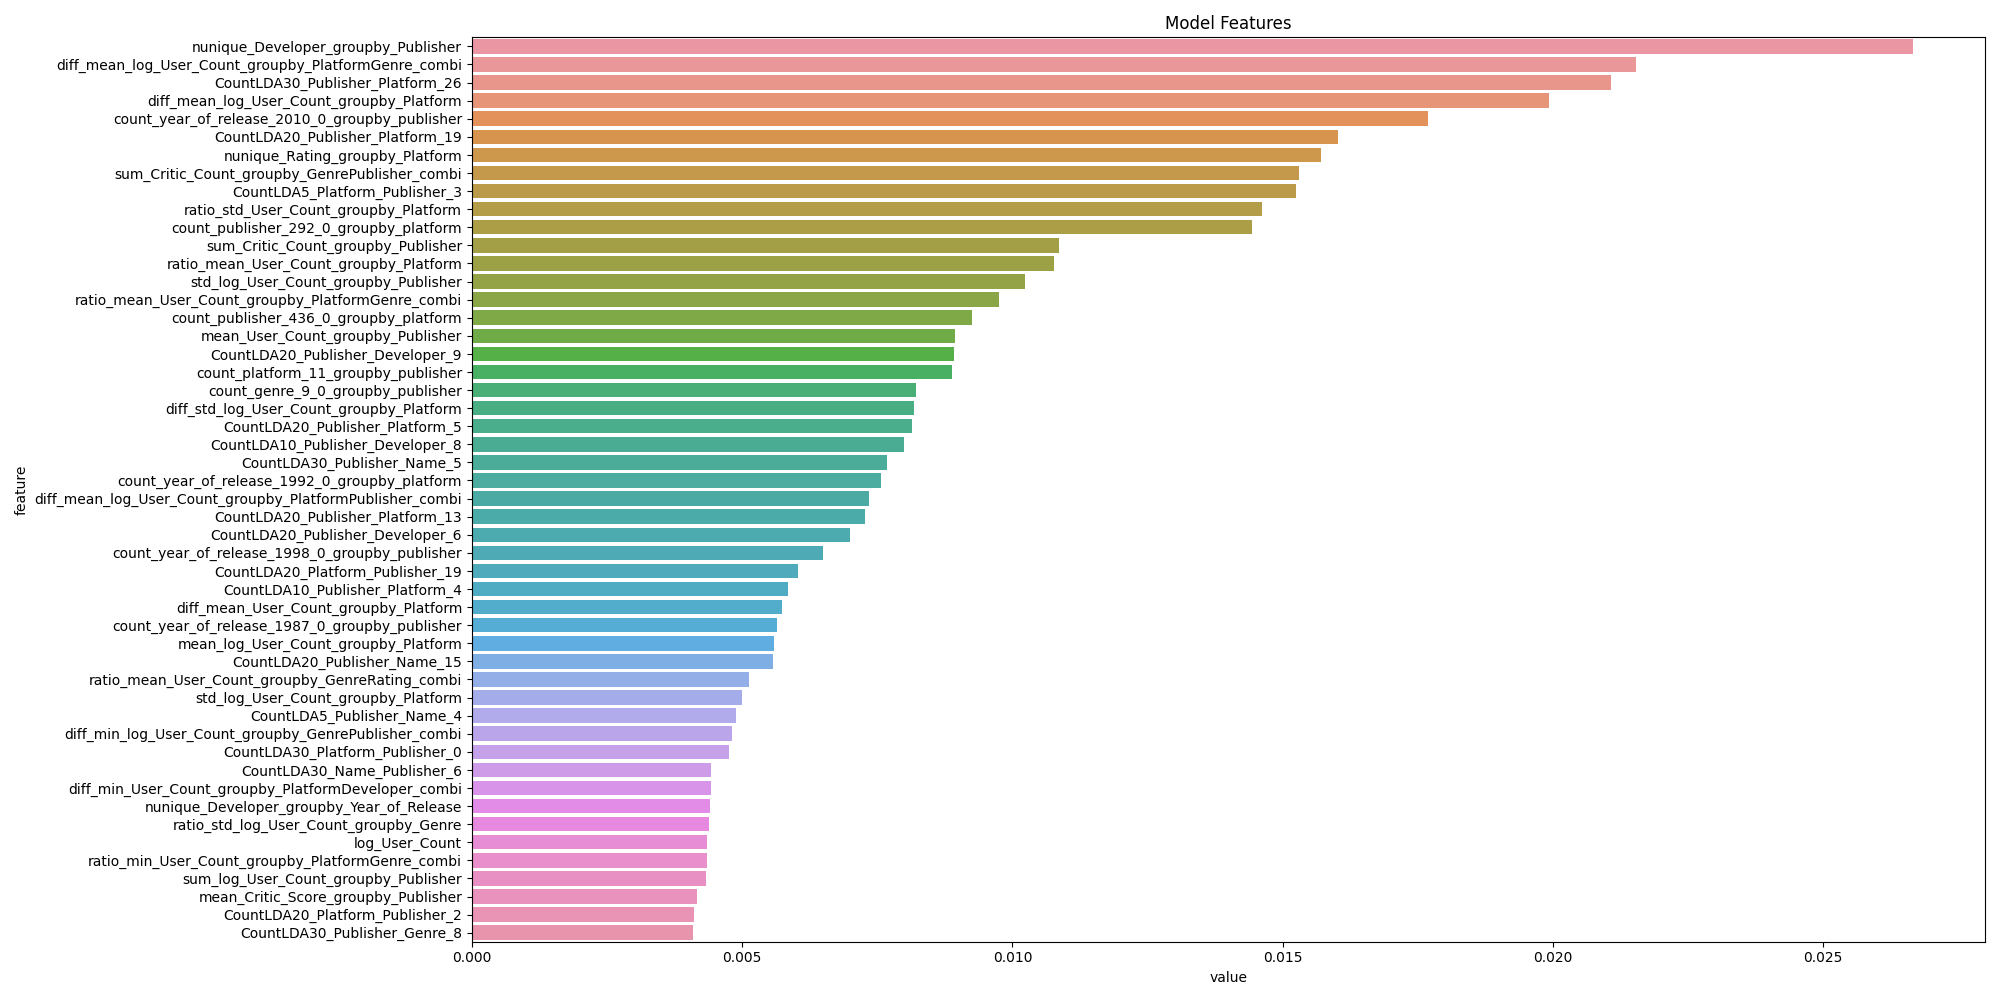 Model Features
feature
nunique_Developer_groupby_Publisher
diff_mean_log_User_Count_groupby_PlatformGenre_combi
CountLDA30_Publisher_Platform_26
diff_mean_log_User_Count_groupby_Platform
count_year_of_release_2010_0_groupby_publisher
CountLDA20_Publisher_Platform_19
nunique_Rating_groupby_Platform
sum_Critic_Count_groupby_GenrePublisher_combi
CountLDA5_Platform_Publisher_3
ratio_std_User_Count_groupby_Platform
count_publisher_292_0_groupby_platform
sum_Critic_Count_groupby_Publisher
ratio_mean_User_Count_groupby_Platform
std_log_User_Count_groupby_Publisher
ratio_mean_User_Count_groupby_PlatformGenre_combi
count_publisher_436_0_groupby_platform
mean_User_Count_groupby_Publisher
CountLDA20_Publisher_Developer_9
count_platform_11_groupby_publisher
count_genre_9_0_groupby_publisher
diff_std_log_User_Count_groupby_Platform
CountLDA20_Publisher_Platform_5
CountLDA10_Publisher_Developer_8
CountLDA30_Publisher_Name_5
count_year_of_release_1992_0_groupby_platform
diff_mean_log_User_Count_groupby_PlatformPublisher_combi
CountLDA20_Publisher_Platform_13
CountLDA20_Publisher_Developer_6
count_year_of_release_1998_0_groupby_publisher
CountLDA20_Platform_Publisher_19
CountLDA10_Publisher_Platform_4
diff_mean_User_Count_groupby_Platform
count_year_of_release_1987_0_groupby_publisher
mean_log_User_Count_groupby_Platform
CountLDA20_Publisher_Name_15
ratio_mean_User_Count_groupby_GenreRating_combi
std_log_User_Count_groupby_Platform
CountLDA5_Publisher_Name_4
diff_min_log_User_Count_groupby_GenrePublisher_combi
CountLDA30_Platform_Publisher_0
CountLDA30_Name_Publisher_6
diff_min_User_Count_groupby_PlatformDeveloper_combi
nunique_Developer_groupby_Year_of_Release
ratio_std_log_User_Count_groupby_Genre
log_User_Count
ratio_min_User_Count_groupby_PlatformGenre_combi
sum_log_User_Count_groupby_Publisher
mean_Critic_Score_groupby_Publisher
CountLDA20_Platform_Publisher_2
CountLDA30_Publisher_Genre_8
0.000 0.005 0.010 0.015 0.020 0.025
value